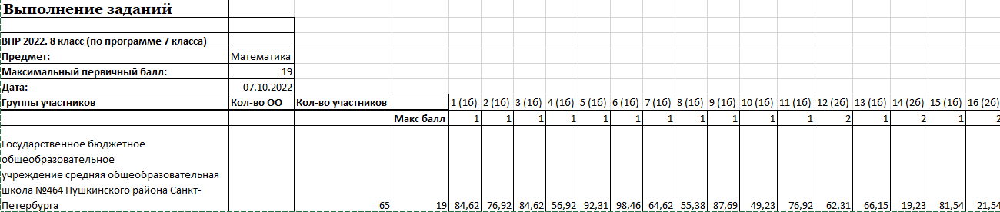 Выполнение заданий
ВПР 2022. 8 класс (по программе 7 класса)
Предмет: Математика
Максимальный первичный балл: 19
Дата: 07.10.2022
Группы участников Кол-во ОО Кол-во участников 1 (1б) 2 (1б) 3 (1б) 4 (1б) 5 (1б) 6 (1б) 7 (1б) 8 (1б) 9 (1б) 10 (1б) 11 (1б) 12 (2б) 13 (1б) 14 (2б) 15 (1б) 16 (2б)
Макс балл 1 1 1 1 1 1 1 1 1 1 1 2 1 2 1 2
Государственное бюджетное
общеобразовательное
учреждение средняя общеобразовательная
школа №464 Пушкинского района Санкт-
Петербурга 65 19 84,62 76,92 84,62 56,92 92,31 98,46 64,62 55,38 87,69 49,23 76,92 62,31 66,15 19,23 81,54 21,54